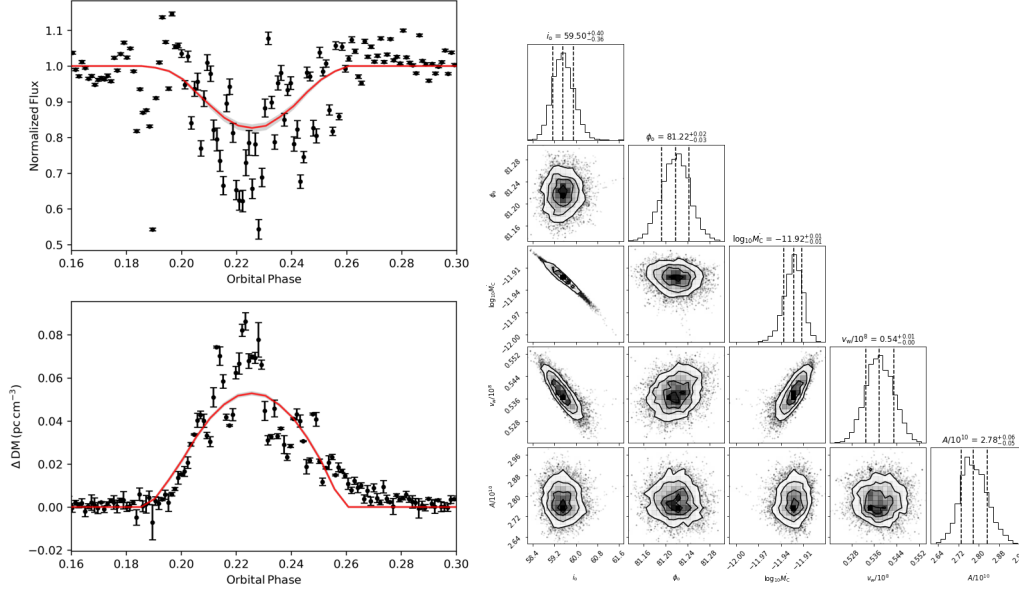 1.1
1.0
0.9
0.8
0.7
0.6
0.5
Normalized Flux
0.16 0.18 0.20 0.22 0.24 0.26 0.28 0.30
Orbital Phase
0.08
0.06
0.04
0.02
0.00
−0.02
Δ DM (pc cm⁻³)
0.16 0.18 0.20 0.22 0.24 0.26 0.28 0.30
Orbital Phase
i₀ = 59.50 +0.40 −0.36
ϕ₀ = 81.22 +0.02 −0.03
81.28
81.24
81.20
81.16
ϕ₀
log₁₀Ṁ_C = −11.92 +0.01 −0.01
−11.91
−11.94
−11.97
−12.00
log₁₀Ṁ_C
v_w/10⁸ = 0.54 +0.01 −0.00
0.552
0.544
0.536
0.528
v_w/10⁸
A/10¹⁰ = 2.78 +0.06 −0.05
2.96
2.88
2.80
2.72
2.64
A/10¹⁰
58.4 59.2 60.0 60.8 61.6
i₀
81.16 81.20 81.24 81.28
ϕ₀
−12.00 −11.97 −11.94 −11.91
log₁₀Ṁ_C
0.528 0.536 0.544 0.552
v_w/10⁸
2.64 2.72 2.80 2.88
A/10¹⁰